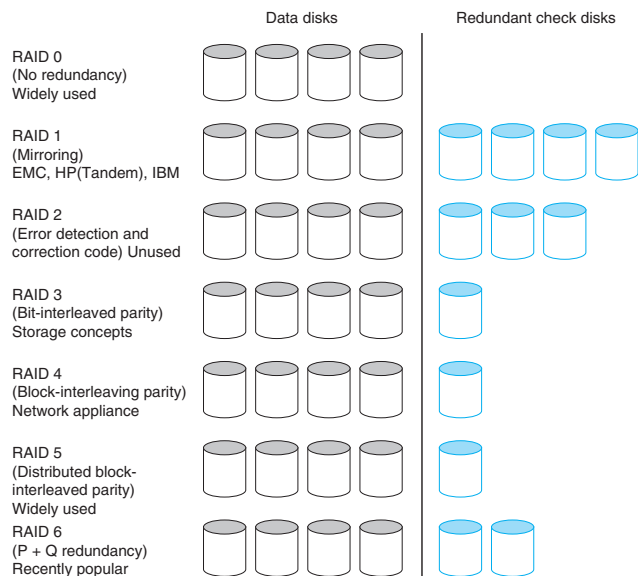 Data disks
Redundant check disks
RAID 0
(No redundancy)
Widely used
RAID 1
(Mirroring)
EMC, HP(Tandem), IBM
RAID 2
(Error detection and
correction code) Unused
RAID 3
(Bit-interleaved parity)
Storage concepts
RAID 4
(Block-interleaving parity)
Network appliance
RAID 5
(Distributed block-
interleaved parity)
Widely used
RAID 6
(P + Q redundancy)
Recently popular